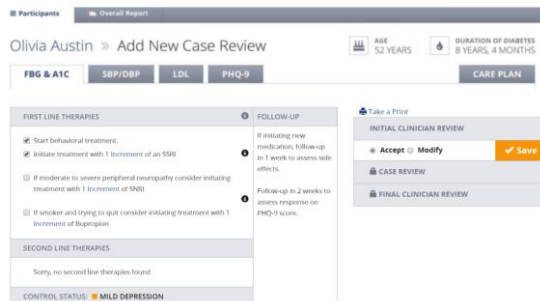 Participants
Overall Report
Olivia Austin » Add New Case Review
AGE
52 YEARS
DURATION OF DIABETES
8 YEARS, 4 MONTHS
FBG & A1C
SBP/DBP
LDL
PHQ-9
CARE PLAN
FIRST LINE THERAPIES
Start behavioral treatment.
Initiate treatment with 1 Increment of an SSRI
If moderate to severe peripheral neuropathy consider initiating
treatment with 1 Increment of SNRI
If smoker and trying to quit consider initiating treatment with 1
Increment of Bupropion
SECOND LINE THERAPIES
Sorry, no second line therapies found
CONTROL STATUS: MILD DEPRESSION
FOLLOW-UP
If initiating new
medication, follow-up
in 1 week to assess side
effects.
Follow-up in 2 weeks to
assess response on
PHQ-9 score.
Take a Print
INITIAL CLINICIAN REVIEW
Accept
Modify
Save
CASE REVIEW
FINAL CLINICIAN REVIEW